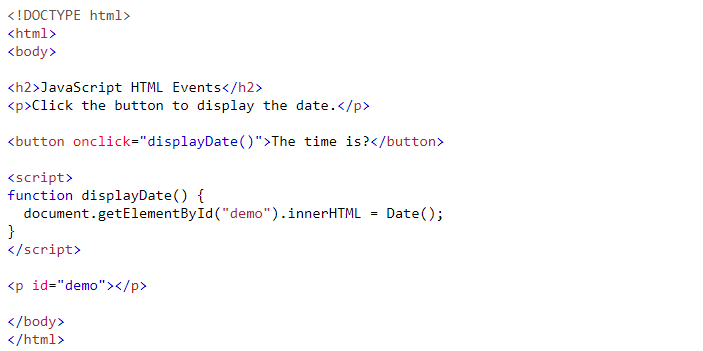 <!DOCTYPE html>
<html>
<body>
<h2>JavaScript HTML Events</h2>
<p>Click the button to display the date.</p>
<button onclick="displayDate()">The time is?</button>
<script>
function displayDate() {
  document.getElementById("demo").innerHTML = Date();
}
</script>
<p id="demo"></p>
</body>
</html>